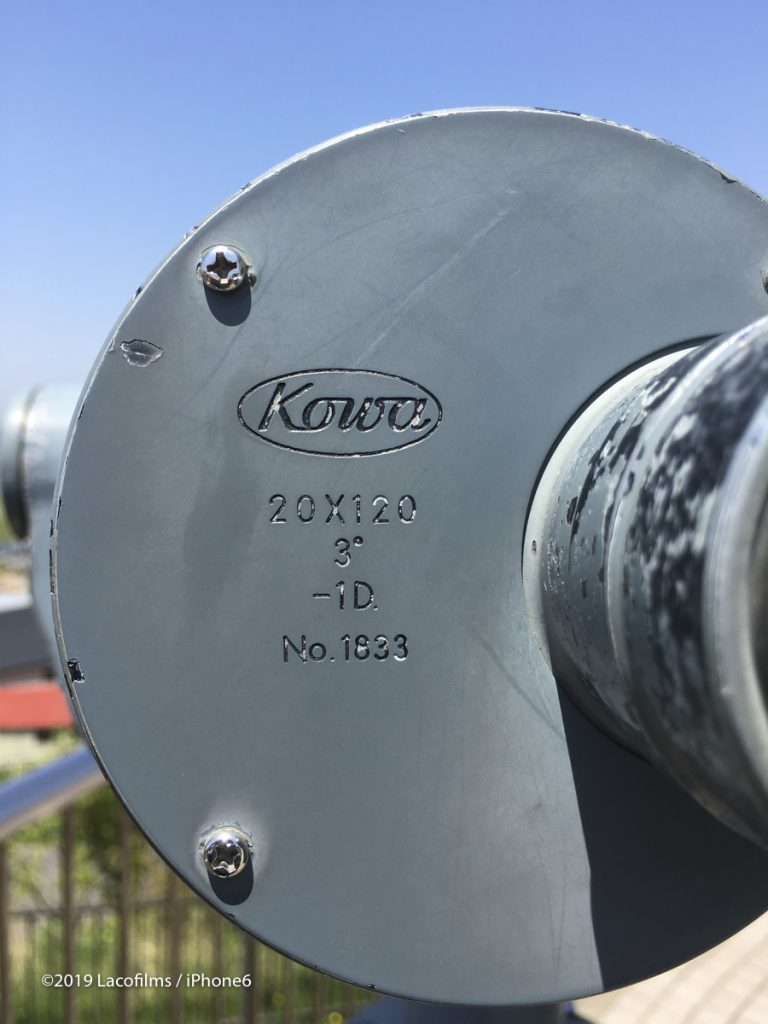 Kowa
20X120
3°
-1D.
No.1833
©2019 Lacofilms / iPhone6